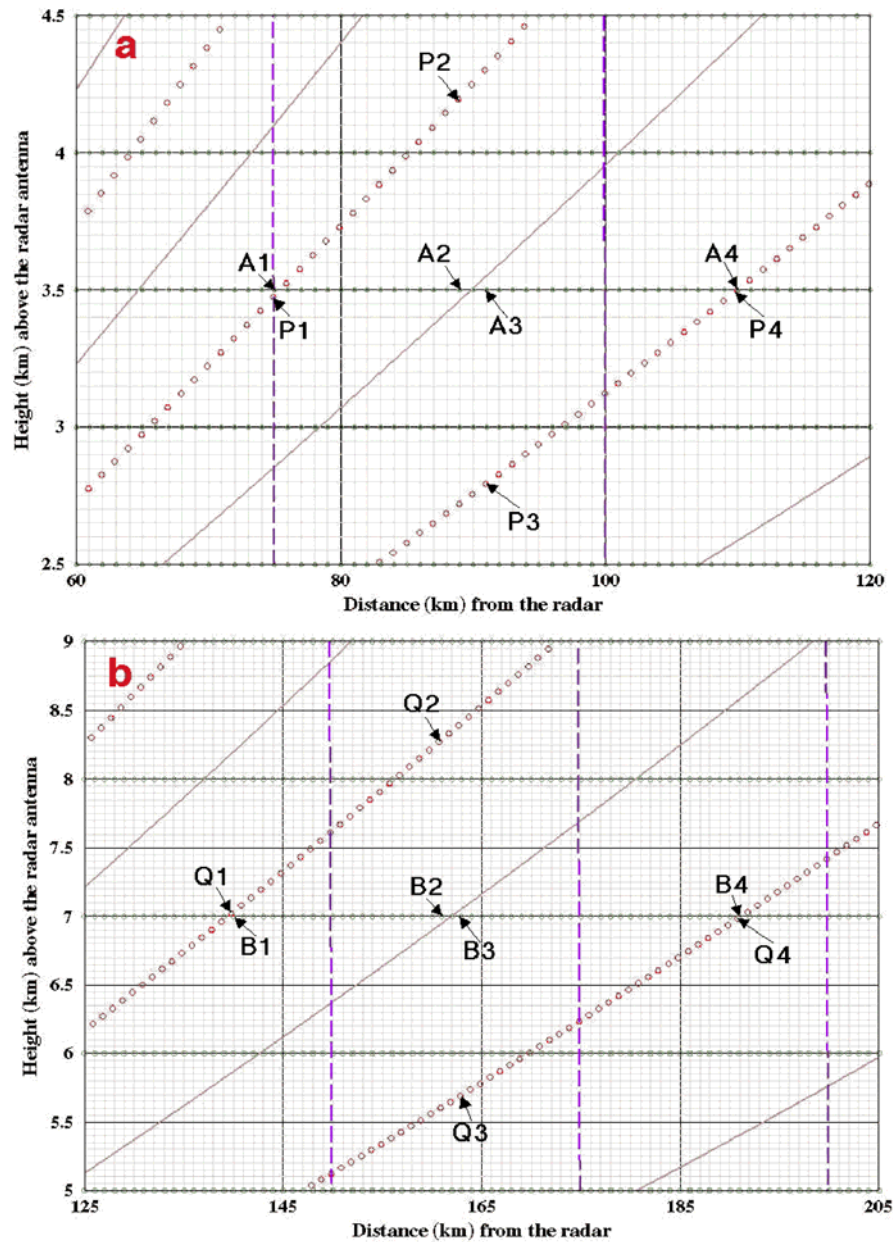 4.5
a
P2
4
A1
A2
A4
3.5
P1
A3
P4
3
P3
2.5
60
80
100
120
Height (km) above the radar antenna
Distance (km) from the radar
9
b
Q2
8.5
8
7.5
Q1
B2
B4
7
B1
B3
Q4
6.5
6
5.5
Q3
5
125
145
165
185
205
Height (km) above the radar antenna
Distance (km) from the radar